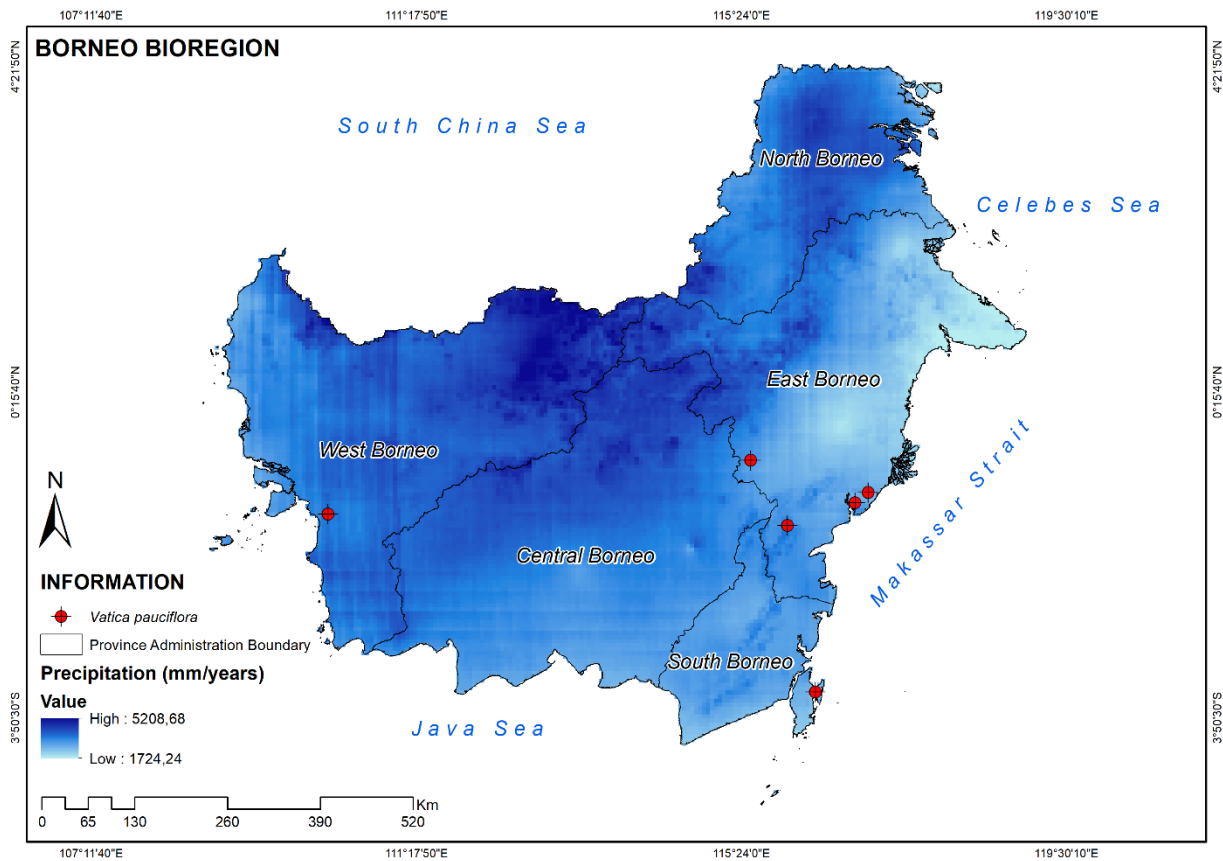 107°11'40"E 111°17'50"E 115°24'0"E 119°30'10"E
BORNEO BIOREGION
4°21'50"N
4°21'50"N
South China Sea
North Borneo
Celebes Sea
0°15'40"N
0°15'40"N
East Borneo
West Borneo
Makassar Strait
N
Central Borneo
INFORMATION
Vatica pauciflora
Province Administration Boundary
South Borneo
Precipitation (mm/years)
Value
High : 5208,68
Low : 1724,24
Java Sea
3°50'30"S
3°50'30"S
Km
0 65 130 260 390 520
107°11'40"E 111°17'50"E 115°24'0"E 119°30'10"E